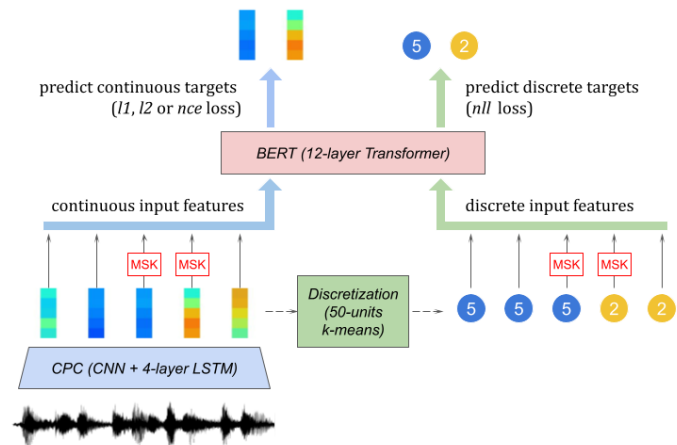 5 2
predict continuous targets
(l1, l2 or nce loss)
predict discrete targets
(nll loss)
BERT (12-layer Transformer)
continuous input features
discrete input features
MSK MSK
MSK MSK
Discretization
(50-units
k-means)
5 5 5 2 2
CPC (CNN + 4-layer LSTM)